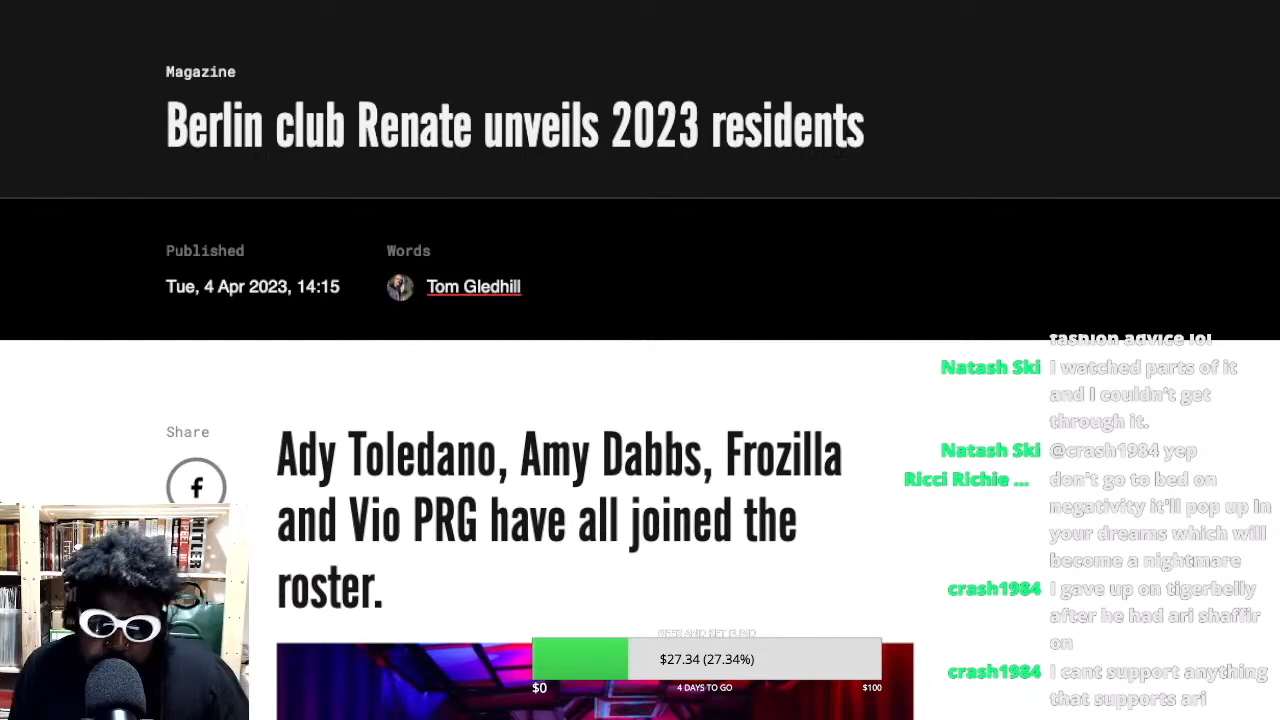 Magazine
Berlin club Renate unveils 2023 residents
Published
Words
Tue, 4 Apr 2023, 14:15
Tom Gledhill
Share
Ady Toledano, Amy Dabbs, Frozilla
and Vio PRG have all joined the
roster.
fashion advice lol
Natash Ski I watched parts of it
and I couldn't get
through it.
Natash Ski @crash1984 yep
Ricci Richie ... don't go to bed on
negativity it'll pop up in
your dreams which will
become a nightmare
crash1984 I gave up on tigerbelly
after he had ari shaffir
on
crash1984 I cant support anything
that supports ari
HITLER
$27.34 (27.34%)
$0
4 DAYS TO GO
$100